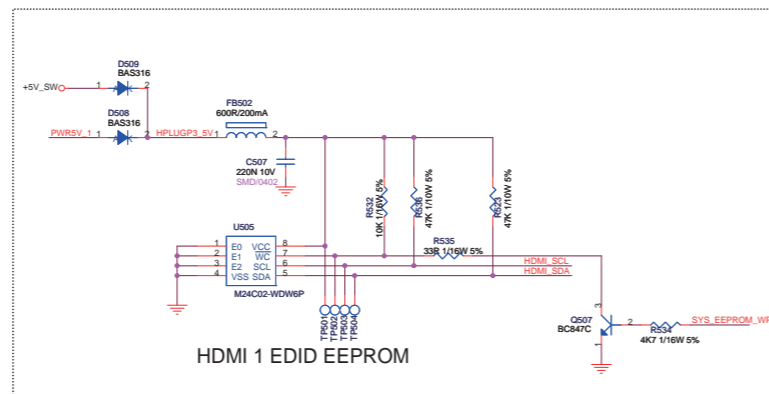 D509
BAS316
+5V_SW
1
2
D508
BAS316
FB502
600R/200mA
PWR5V_1
1
2
HPLUGP3_5V
1
2
C507
220N 10V
SMD/0402
R532
10K 1/16W 5%
R536
47K 1/10W 5%
R523
47K 1/10W 5%
U505
1
E0
VCC
8
2
E1
WC
7
3
E2
SCL
6
4
VSS
SDA
5
M24C02-WDW6P
R535
33R 1/16W 5%
HDMI_SCL
HDMI_SDA
TP501
TP502
TP503
TP504
3
Q507
BC847C
2
1
R534
4K7 1/16W 5%
HDMI 1 EDID EEPROM